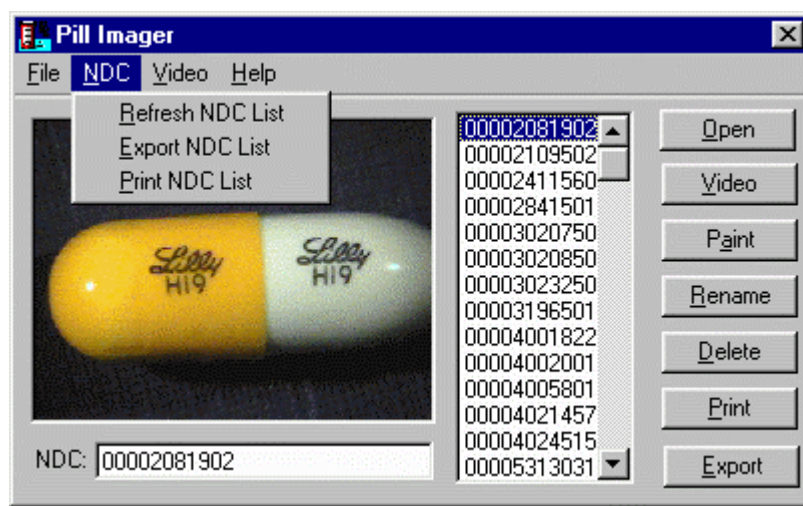 Pill Imager
File NDC Video Help
Refresh NDC List
Export NDC List
Print NDC List
Lilly
H19
Lilly
H19
NDC: 00002081902
00002081902
00002109502
00002411560
00002841501
00003020750
00003020850
00003023250
00003196501
00004001822
00004002001
00004005801
00004021457
00004024515
00005313031
Open
Video
Paint
Rename
Delete
Print
Export